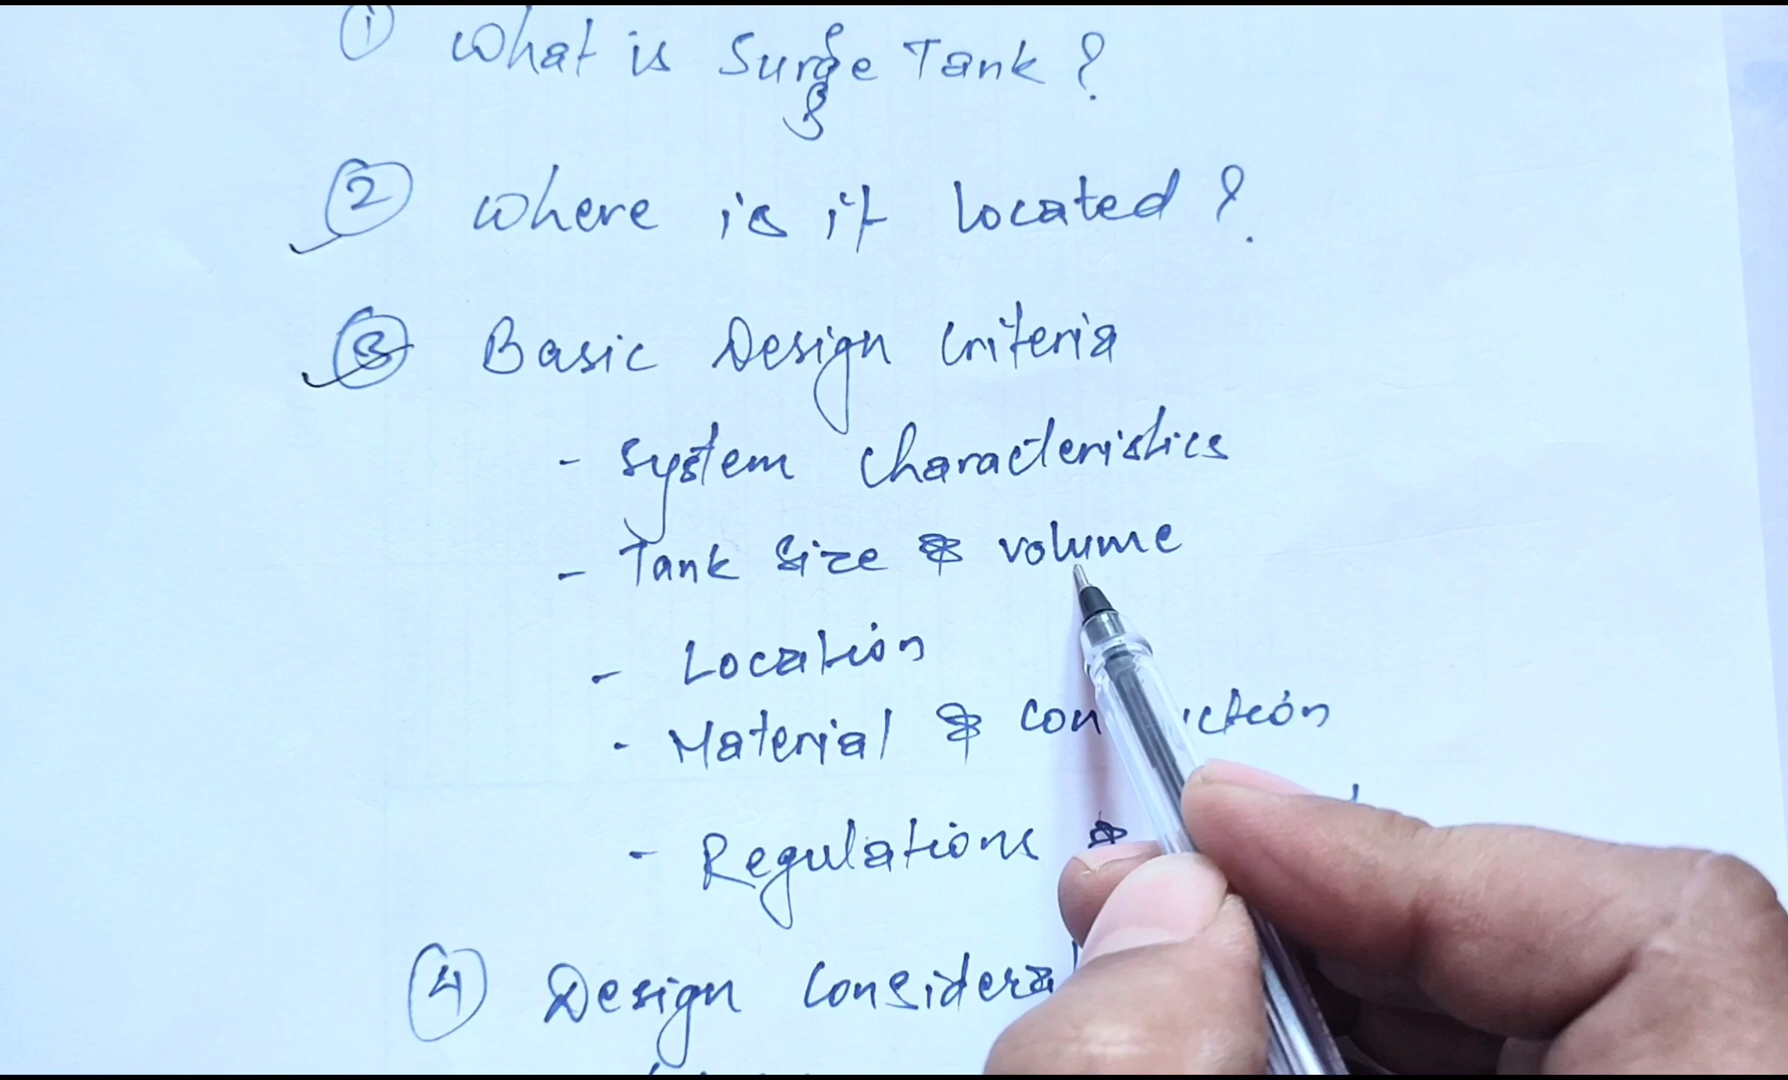 ① What is Surge Tank?
② Where is it located?
③ Basic Design Criteria
- System Characteristics
- Tank Size & volume
- Location
- Material &
- Regulations &
④ Design